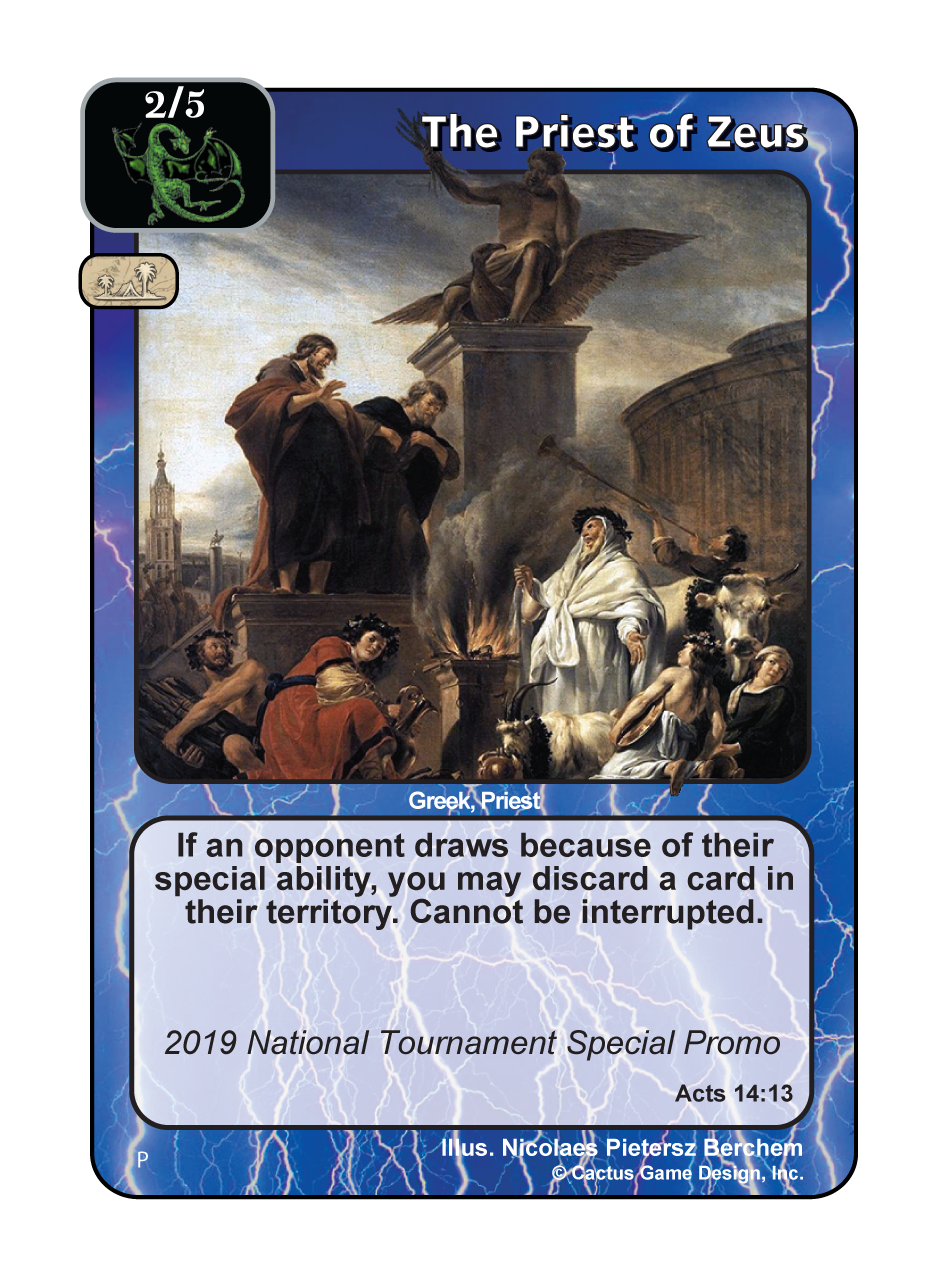 2/5
The Priest of Zeus
Greek, Priest
If an opponent draws because of their
special ability, you may discard a card in
their territory. Cannot be interrupted.
2019 National Tournament Special Promo
Acts 14:13
Illus. Nicolaes Pietersz Berchem
P
© Cactus Game Design, Inc.